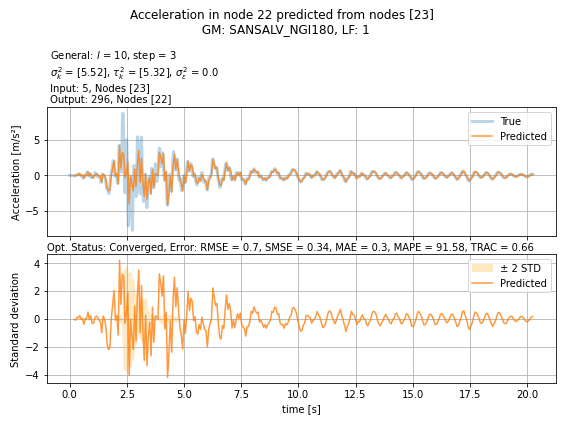 Acceleration in node 22 predicted from nodes [23]
GM: SANSALV_NGI180, LF: 1
General: l = 10, step = 3
σ²ₖ = [5.52], τ²ₖ = [5.32], σ²ε = 0.0
Input: 5, Nodes [23]
Output: 296, Nodes [22]
Acceleration [m/s²]
5
0
−5
True
Predicted
Opt. Status: Converged, Error: RMSE = 0.7, SMSE = 0.34, MAE = 0.3, MAPE = 91.58, TRAC = 0.66
Standard deviation
4
2
0
−2
−4
± 2 STD
Predicted
0.0 2.5 5.0 7.5 10.0 12.5 15.0 17.5 20.0
time [s]